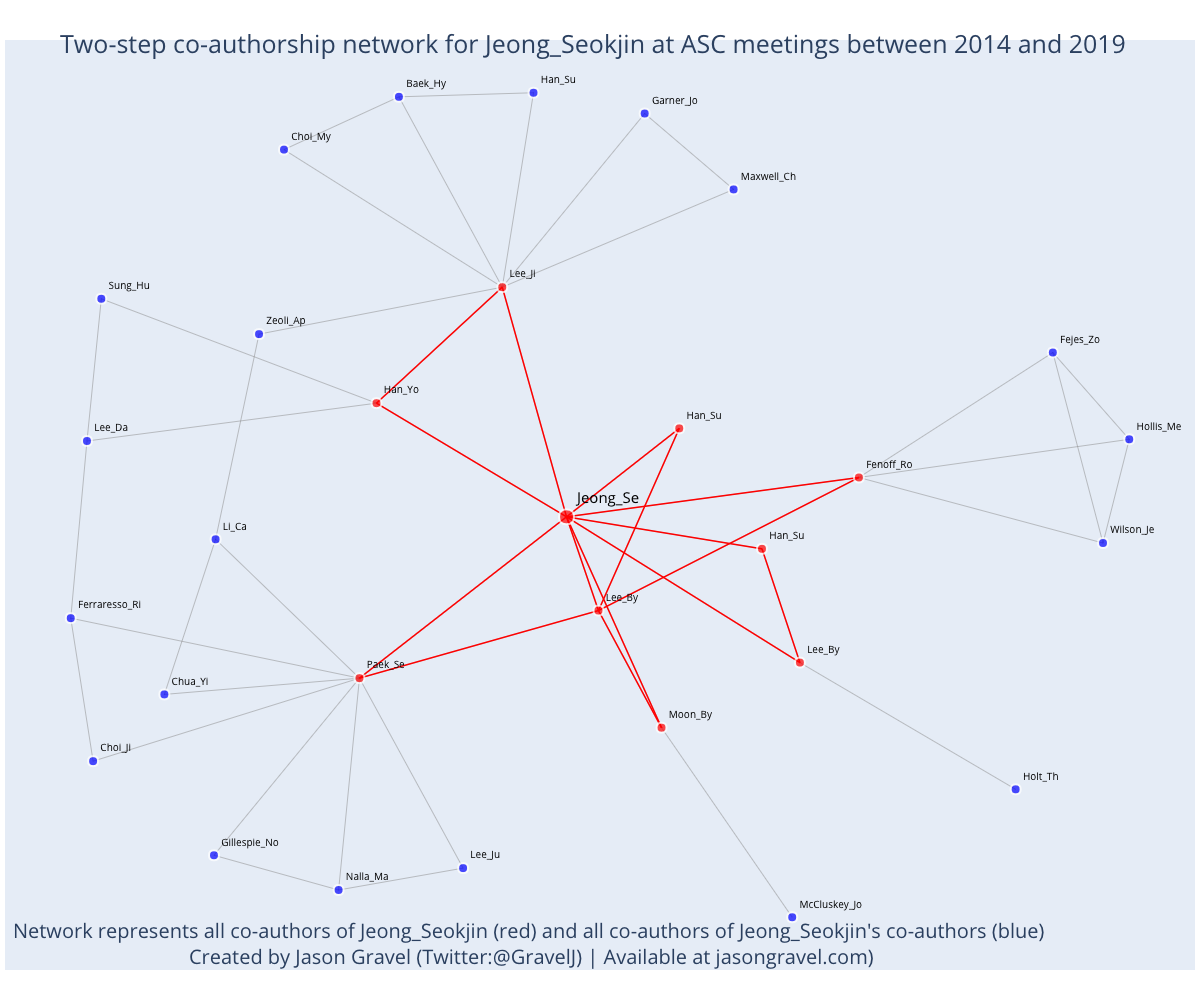 Two-step co-authorship network for Jeong_Seokjin at ASC meetings between 2014 and 2019
Baek_Hy
Han_Su
Garner_Jo
Choi_My
Maxwell_Ch
Lee_Ji
Sung_Hu
Zeoli_Ap
Fejes_Zo
Han_Yo
Han_Su
Lee_Da
Hollis_Me
Fenoff_Ro
Jeong_Se
Li_Ca
Han_Su
Wilson_Je
Ferraresso_Ri
Lee_By
Lee_By
Paek_Se
Chua_Yi
Moon_By
Choi_Ji
Holt_Th
Gillespie_No
Lee_Ju
Nalla_Ma
McCluskey_Jo
Network represents all co-authors of Jeong_Seokjin (red) and all co-authors of Jeong_Seokjin's co-authors (blue)
Created by Jason Gravel (Twitter:@GravelJ) | Available at jasongravel.com)